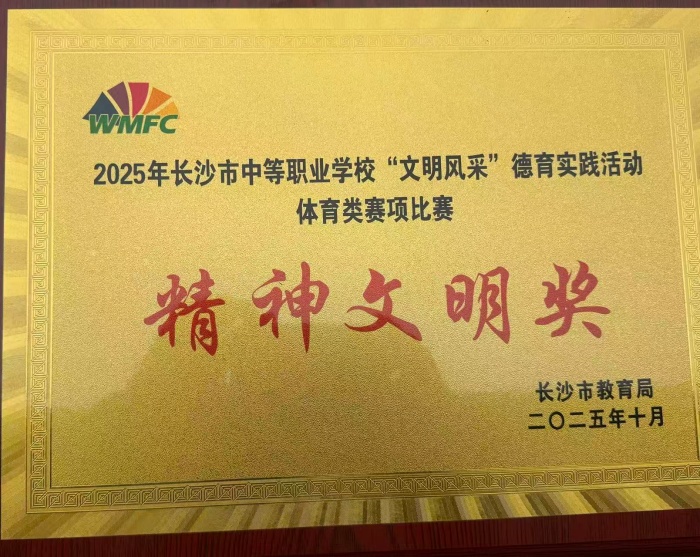 WMFC
2025年长沙市中等职业学校“文明风采”德育实践活动
体育类赛项比赛
精神文明奖
长沙市教育局
二〇二五年十月